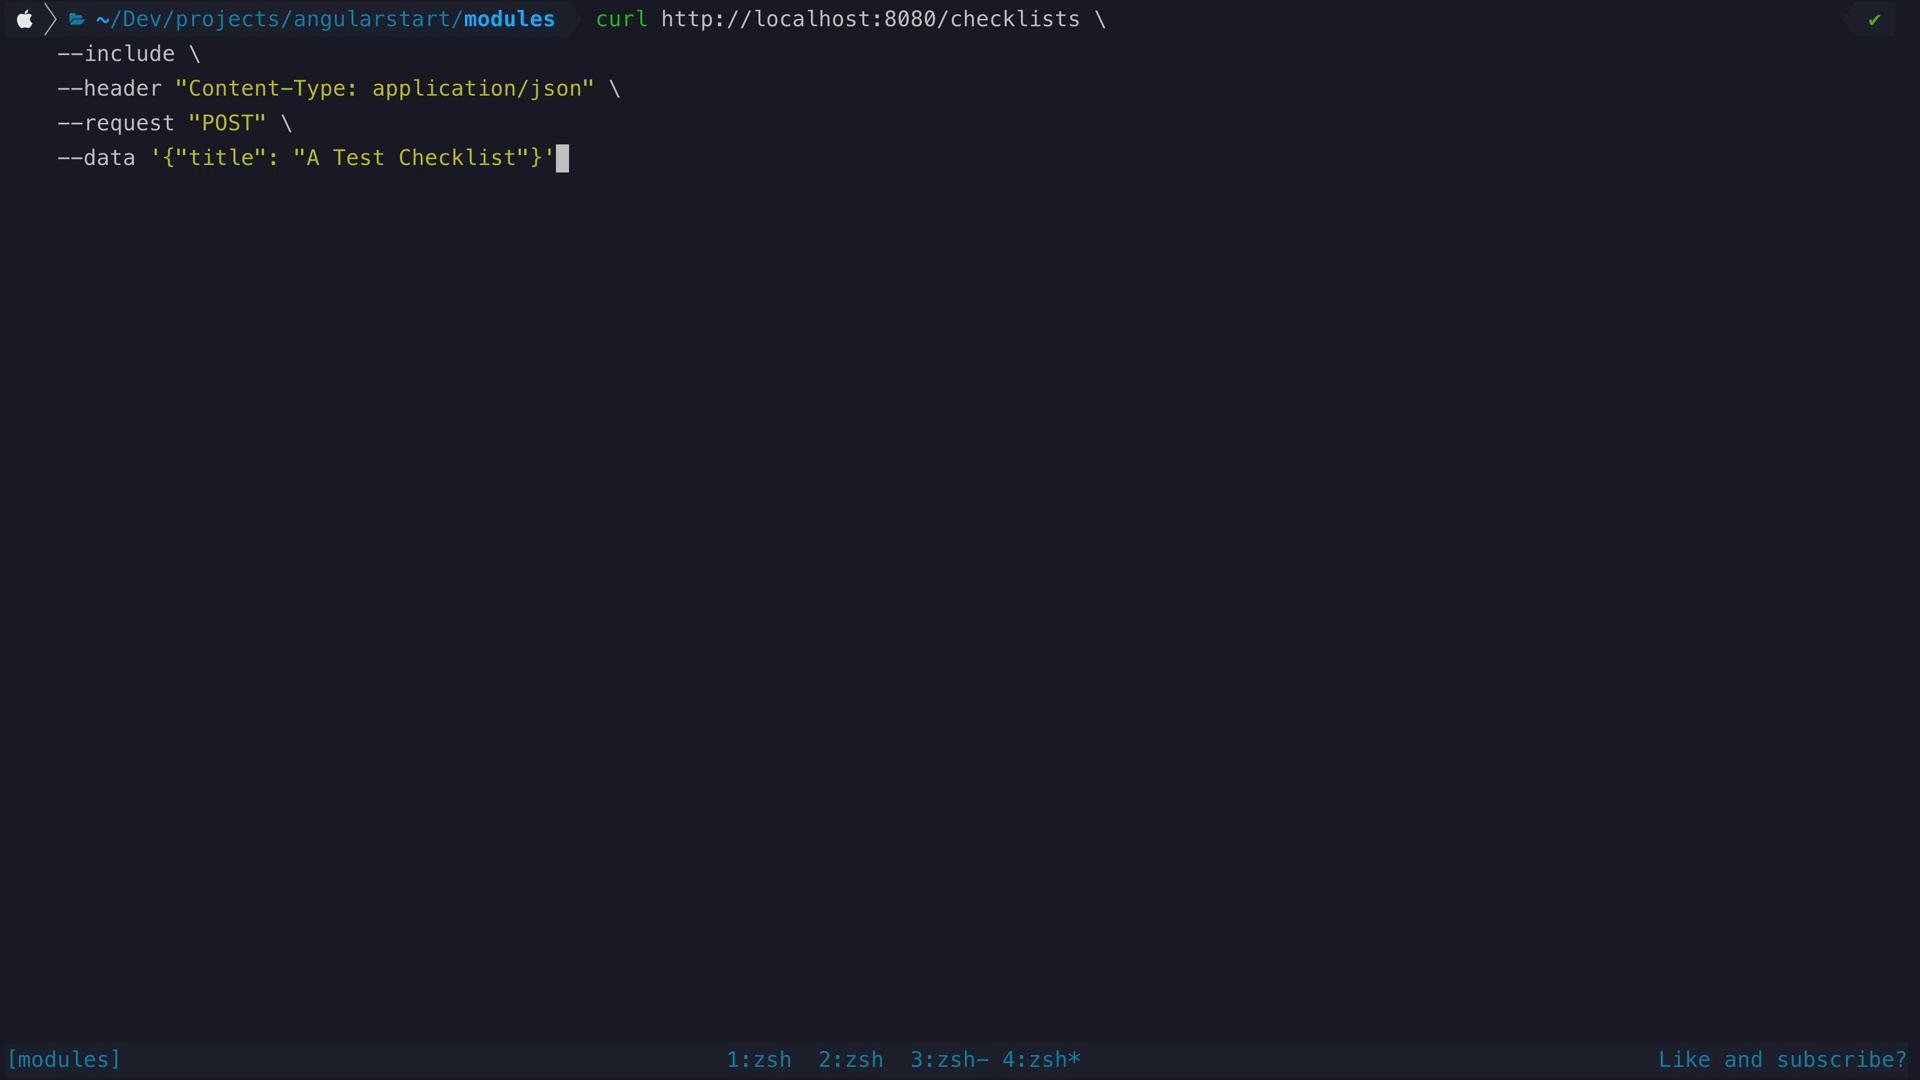 ~/Dev/projects/angularstart/modules curl http://localhost:8080/checklists \ ✔
--include \
--header "Content-Type: application/json" \
--request "POST" \
--data '{"title": "A Test Checklist"}'
[modules] 1:zsh 2:zsh 3:zsh- 4:zsh* Like and subscribe?